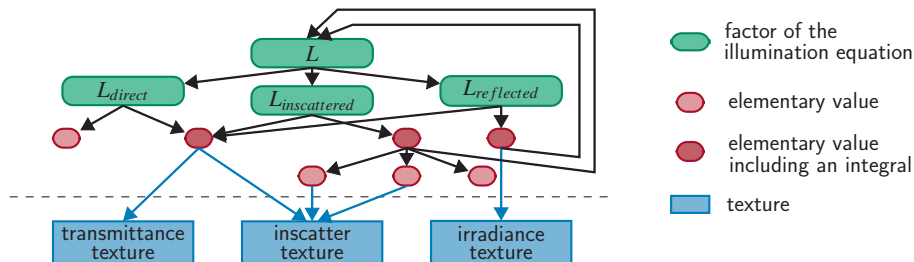 L
L_direct
L_inscattered
L_reflected
transmittance
texture
inscatter
texture
irradiance
texture
factor of the
illumination equation
elementary value
elementary value
including an integral
texture